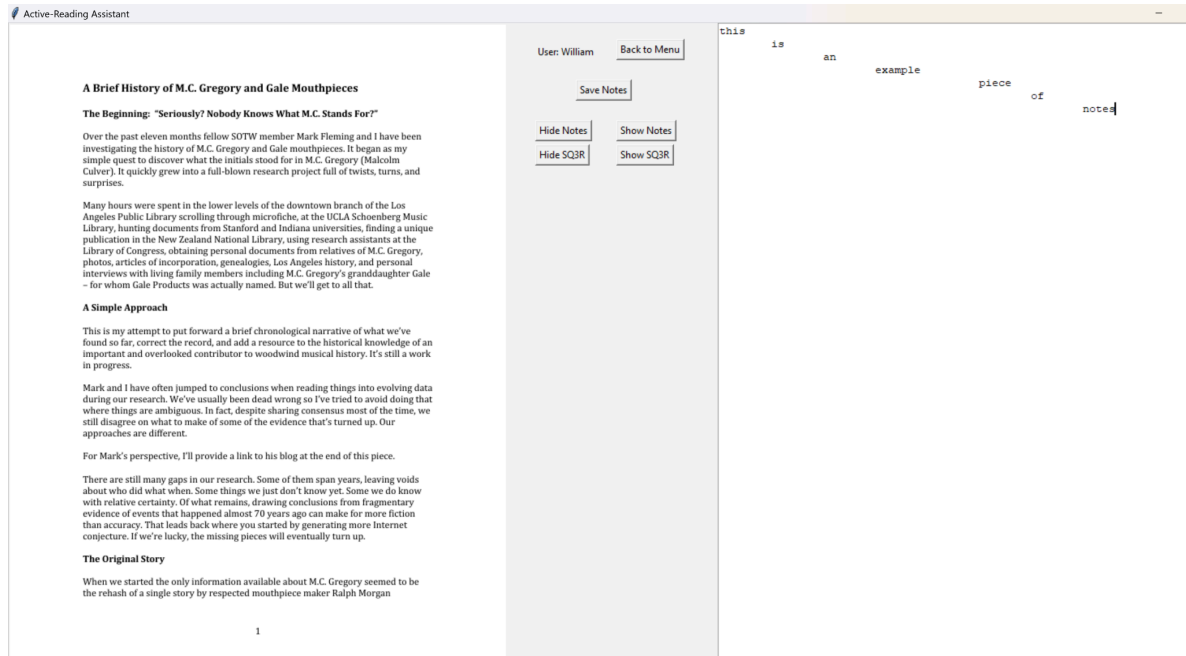 Active-Reading Assistant
A Brief History of M.C. Gregory and Gale Mouthpieces
The Beginning: “Seriously? Nobody Knows What M.C. Stands For?”
Over the past eleven months fellow SOTW member Mark Fleming and I have been
investigating the history of M.C. Gregory and Gale mouthpieces. It began as my
simple quest to discover what the initials stood for in M.C. Gregory (Malcolm
Culver). It quickly grew into a full-blown research project full of twists, turns, and
surprises.
Many hours were spent in the lower levels of the downtown branch of the Los
Angeles Public Library scrolling through microfiche, at the UCLA Schoenberg Music
Library, hunting documents from Stanford and Indiana universities, finding a unique
publication in the New Zealand National Library, using research assistants at the
Library of Congress, obtaining personal documents from relatives of M.C. Gregory,
photos, articles of incorporation, genealogies, Los Angeles history, and personal
interviews with living family members including M.C. Gregory’s granddaughter Gale
– for whom Gale Products was actually named. But we’ll get to all that.
A Simple Approach
This is my attempt to put forward a brief chronological narrative of what we’ve
found so far, correct the record, and add a resource to the historical knowledge of an
important and overlooked contributor to woodwind musical history. It’s still a work
in progress.
Mark and I have often jumped to conclusions when reading things into evolving data
during our research. We’ve usually been dead wrong so I’ve tried to avoid doing that
where things are ambiguous. In fact, despite sharing consensus most of the time, we
still disagree on what to make of some of the evidence that’s turned up. Our
approaches are different.
For Mark’s perspective, I’ll provide a link to his blog at the end of this piece.
There are still many gaps in our research. Some of them span years, leaving voids
about who did what when. Some things we just don’t know yet. Some we do know
with relative certainty. Of what remains, drawing conclusions from fragmentary
evidence of events that happened almost 70 years ago can make for more fiction
than accuracy. That leads back where you started by generating more Internet
conjecture. If we’re lucky, the missing pieces will eventually turn up.
The Original Story
When we started the only information available about M.C. Gregory seemed to be
the rehash of a single story by respected mouthpiece maker Ralph Morgan
1
User: William
Back to Menu
Save Notes
Hide Notes
Show Notes
Hide SQ3R
Show SQ3R
this
is
an
example
piece
of
notes